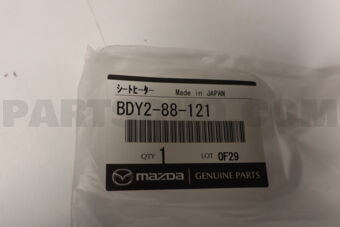 シートヒーター Made in JAPAN
BDY2-88-121
QTY 1 LOT 0F29
mazda GENUINE PARTS